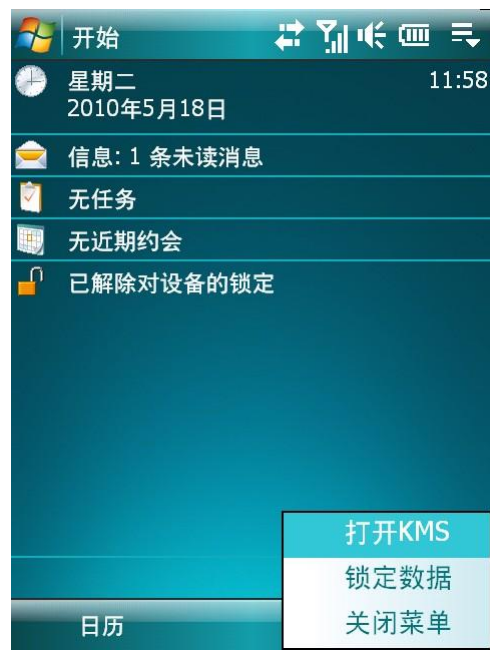 开始
星期二
11:58
2010年5月18日
信息: 1 条未读消息
无任务
无近期约会
已解除对设备的锁定
打开KMS
锁定数据
关闭菜单
日历